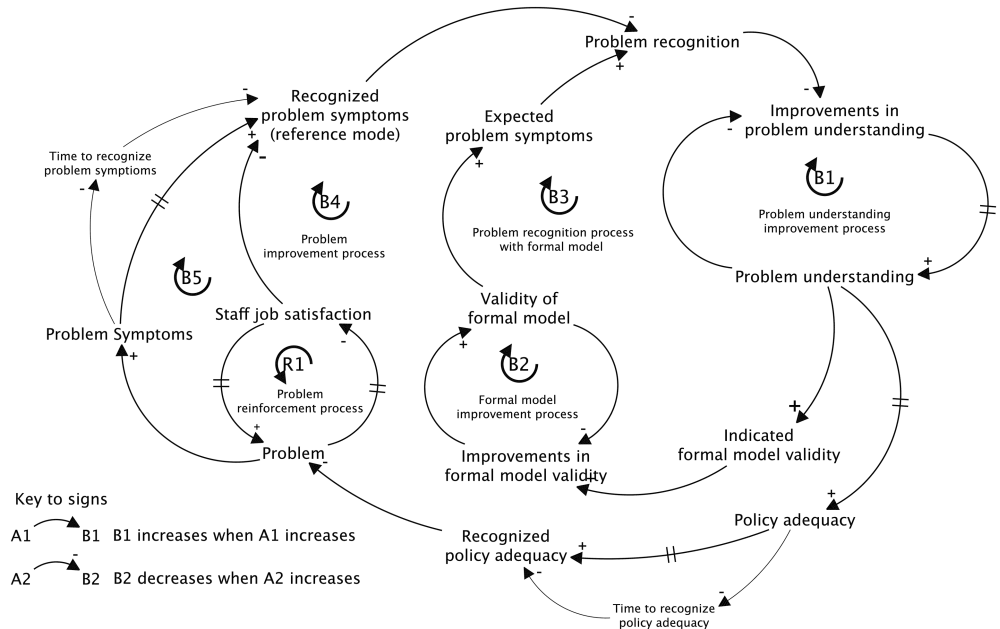 -
Problem recognition
+
-
Recognized
problem symptoms
(reference mode)
-
+
-
Expected
problem symptoms
+
-
Improvements in
problem understanding
-
B1
Problem understanding
improvement process
+
Problem understanding
Time to recognize
problem symptioms
-
B4
Problem
improvement process
B3
Problem recognition process
with formal model
B5
Staff job satisfaction
-
Validity of
formal model
+
Problem Symptoms
+
R1
Problem
reinforcement process
B2
Formal model
improvement process
+
Problem
-
-
Improvements in
formal model validity
+
+
Indicated
formal model validity
+
Policy adequacy
Recognized
policy adequacy
+
-
-
Time to recognize
policy adequacy
Key to signs
A1 B1 B1 increases when A1 increases
-
A2 B2 B2 decreases when A2 increases